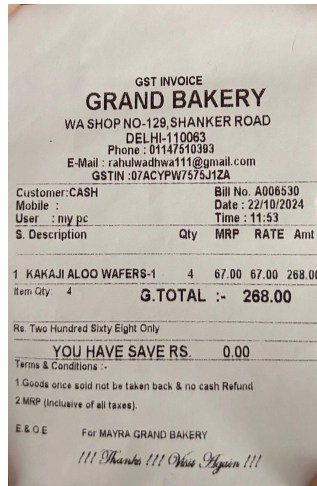 GST INVOICE
GRAND BAKERY
WA SHOP NO-129,SHANKER ROAD
DELHI-110063
Phone : 01147510393
E-Mail : rahulwadhwa111@gmail.com
GSTIN :07ACYPW7575J1ZA
Customer:CASH Bill No. A006530
Mobile : Date : 22/10/2024
User : my pc Time : 11:53
S. Description Qty MRP RATE Amt
1 KAKAJI ALOO WAFERS-1 4 67.00 67.00 268.00
Item Qty: 4 G.TOTAL :- 268.00
Rs. Two Hundred Sixty Eight Only
YOU HAVE SAVE RS. 0.00
Terms & Conditions :-
1.Goods once sold not be taken back & no cash Refund
2.MRP (Inclusive of all taxes).
E & O E For MAYRA GRAND BAKERY
!!! Thanks !!! Visit Again !!!